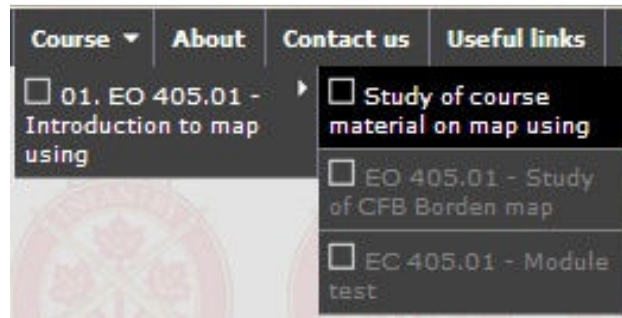 Course About Contact us Useful links
01. EO 405.01 -
Introduction to map
using
Study of course
material on map using
EO 405.01 - Study
of CFB Borden map
EC 405.01 - Module
test